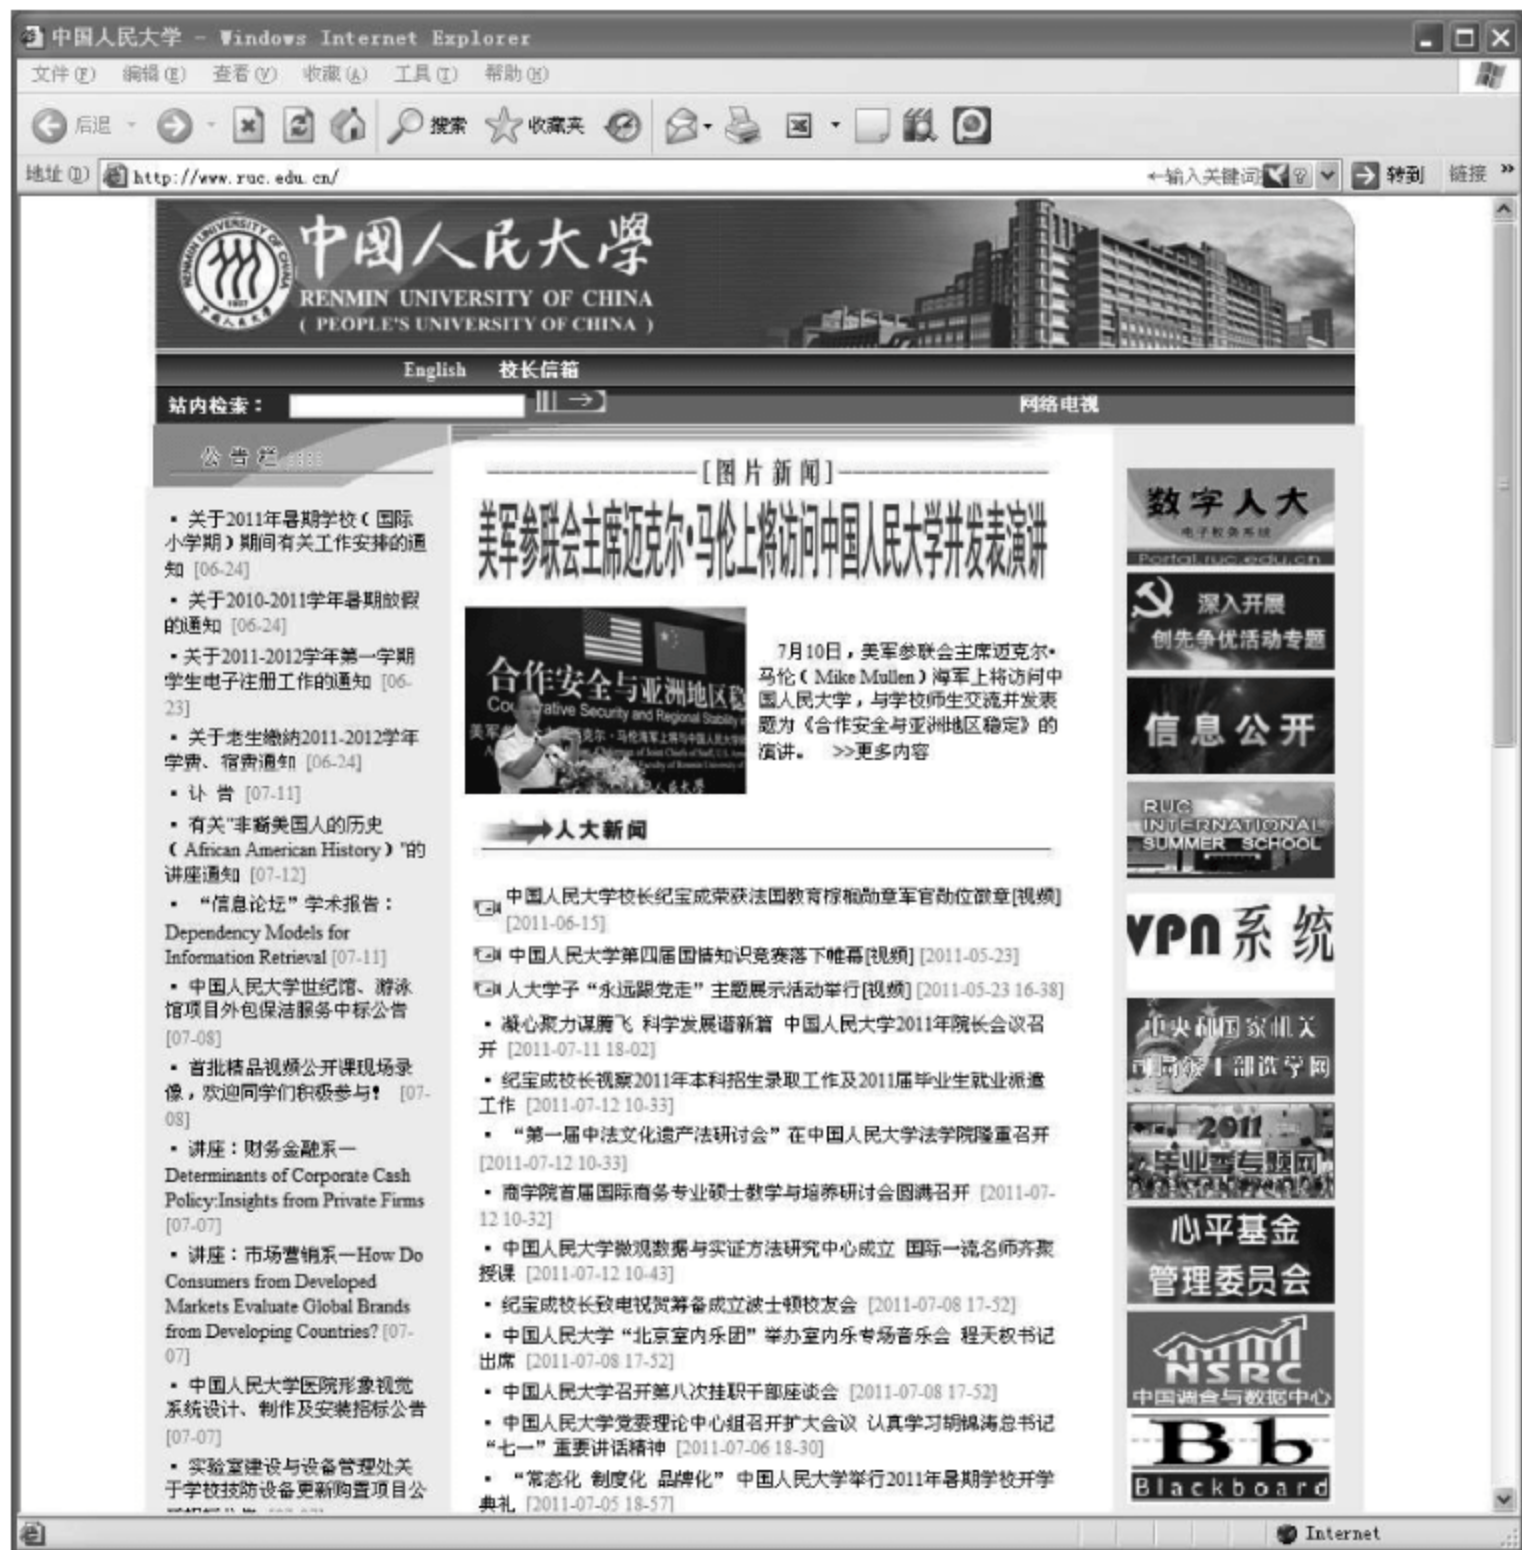 中国人民大学 - Windows Internet Explorer
文件(F) 编辑(E) 查看(V) 收藏(A) 工具(T) 帮助(H)
后退 搜索 收藏夹
地址(D) http://www.ruc.edu.cn/ ←输入关键词 转到 链接 »
中國人民大學
RENMIN UNIVERSITY OF CHINA
( PEOPLE'S UNIVERSITY OF CHINA )
English 校长信箱
站内检索: 网络电视
公告栏
▪ 关于2011年暑期学校(国际
小学期)期间有关工作安排的通
知 [06-24]
▪ 关于2010-2011学年暑期放假
的通知 [06-24]
▪ 关于2011-2012学年第一学期
学生电子注册工作的通知 [06-
23]
▪ 关于老生缴纳2011-2012学年
学费、宿费通知 [06-24]
▪ 讣 告 [07-11]
▪ 有关"非裔美国人的历史
( African American History ) "的
讲座通知 [07-12]
▪ “信息论坛”学术报告:
Dependency Models for
Information Retrieval [07-11]
▪ 中国人民大学世纪馆、游泳
馆项目外包保洁服务中标公告
[07-08]
▪ 首批精品视频公开课现场录
像,欢迎同学们积极参与! [07-
08]
▪ 讲座:财务金融系—
Determinants of Corporate Cash
Policy:Insights from Private Firms
[07-07]
▪ 讲座:市场营销系—How Do
Consumers from Developed
Markets Evaluate Global Brands
from Developing Countries? [07-
07]
▪ 中国人民大学医院形象视觉
系统设计、制作及安装招标公告
[07-07]
▪ 实验室建设与设备管理处关
于学校技防设备更新购置项目公
[图片新闻]
美军参联会主席迈克尔·马伦上将访问中国人民大学并发表演讲
合作安全与亚洲地区稳
Cooperative Security and Regional Stability
7月10日,美军参联会主席迈克尔·
马伦( Mike Mullen )海军上将访问中
国人民大学,与学校师生交流并发表
题为《合作安全与亚洲地区稳定》的
演讲。 >>更多内容
人大新闻
中国人民大学校长纪宝成荣获法国教育棕榈勋章军官勋位徽章[视频]
[2011-06-15]
中国人民大学第四届国情知识竞赛落下帷幕[视频] [2011-05-23]
人大学子“永远跟党走”主题展示活动举行[视频] [2011-05-23 16-38]
▪ 凝心聚力谋腾飞 科学发展谱新篇 中国人民大学2011年院长会议召
开 [2011-07-11 18-02]
▪ 纪宝成校长视察2011年本科招生录取工作及2011届毕业生就业派遣
工作 [2011-07-12 10-33]
▪ “第一届中法文化遗产法研讨会”在中国人民大学法学院隆重召开
[2011-07-12 10-33]
▪ 商学院首届国际商务专业硕士教学与培养研讨会圆满召开 [2011-07-
12 10-32]
▪ 中国人民大学微观数据与实证方法研究中心成立 国际一流名师齐聚
授课 [2011-07-12 10-43]
▪ 纪宝成校长致电祝贺筹备成立波士顿校友会 [2011-07-08 17-52]
▪ 中国人民大学“北京室内乐团”举办室内乐专场音乐会 程天权书记
出席 [2011-07-08 17-52]
▪ 中国人民大学召开第八次挂职干部座谈会 [2011-07-08 17-52]
▪ 中国人民大学党委理论中心组召开扩大会议 认真学习胡锦涛总书记
“七一”重要讲话精神 [2011-07-06 18-30]
▪ “常态化 制度化 品牌化” 中国人民大学举行2011年暑期学校开学
典礼 [2011-07-05 18-57]
数字人大
电子校务系统
Portal.ruc.edu.cn
深入开展
创先争优活动专题
信息公开
RUC
INTERNATIONAL
SUMMER SCHOOL
VPN系统
中央和国家机关
司局级干部选学网
2011
毕业季专题网
心平基金
管理委员会
NSRC
中国调查与数据中心
Bb
Blackboard
Internet